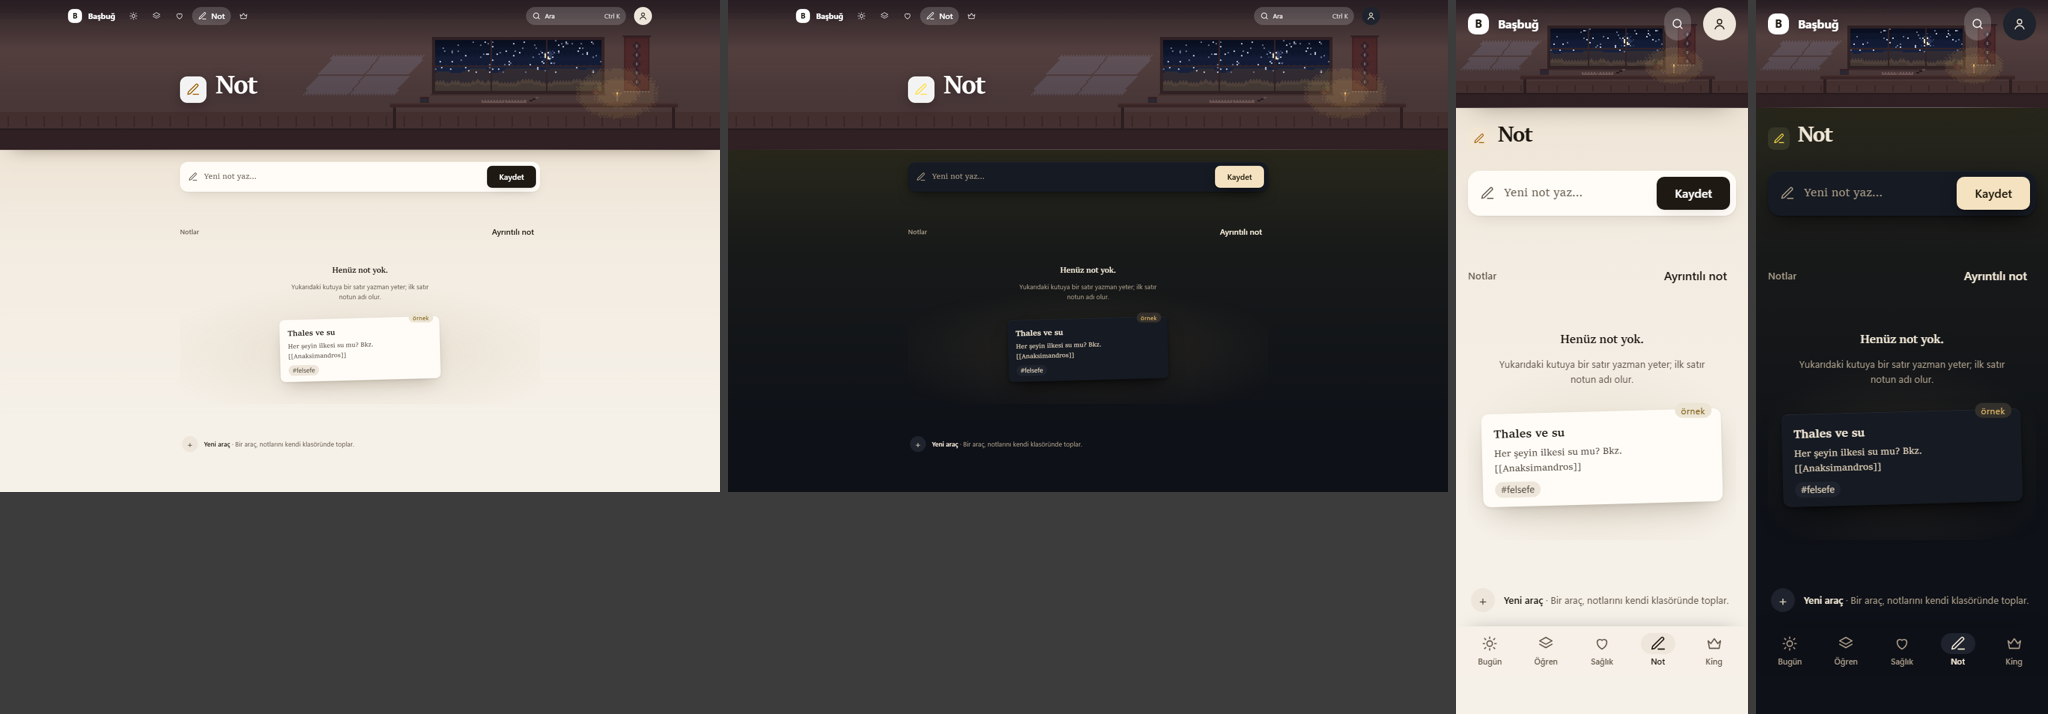 B Başbuğ Not Ara Ctrl K
Not
Yeni not yaz... Kaydet
Notlar Ayrıntılı not
Henüz not yok.
Yukarıdaki kutuya bir satır yazman yeter; ilk satır
notun adı olur.
örnek
Thales ve su
Her şeyin ilkesi su mu? Bkz.
[[Anaksimandros]]
#felsefe
+ Yeni araç · Bir araç, notlarını kendi klasöründe toplar.
B Başbuğ Not Ara Ctrl K
Not
Yeni not yaz... Kaydet
Notlar Ayrıntılı not
Henüz not yok.
Yukarıdaki kutuya bir satır yazman yeter; ilk satır
notun adı olur.
örnek
Thales ve su
Her şeyin ilkesi su mu? Bkz.
[[Anaksimandros]]
#felsefe
+ Yeni araç · Bir araç, notlarını kendi klasöründe toplar.
B Başbuğ
Not
Yeni not yaz... Kaydet
Notlar Ayrıntılı not
Henüz not yok.
Yukarıdaki kutuya bir satır yazman yeter; ilk satır
notun adı olur.
örnek
Thales ve su
Her şeyin ilkesi su mu? Bkz.
[[Anaksimandros]]
#felsefe
+ Yeni araç · Bir araç, notlarını kendi klasöründe toplar.
Bugün Öğren Sağlık Not King
B Başbuğ
Not
Yeni not yaz... Kaydet
Notlar Ayrıntılı not
Henüz not yok.
Yukarıdaki kutuya bir satır yazman yeter; ilk satır
notun adı olur.
örnek
Thales ve su
Her şeyin ilkesi su mu? Bkz.
[[Anaksimandros]]
#felsefe
+ Yeni araç · Bir araç, notlarını kendi klasöründe toplar.
Bugün Öğren Sağlık Not King